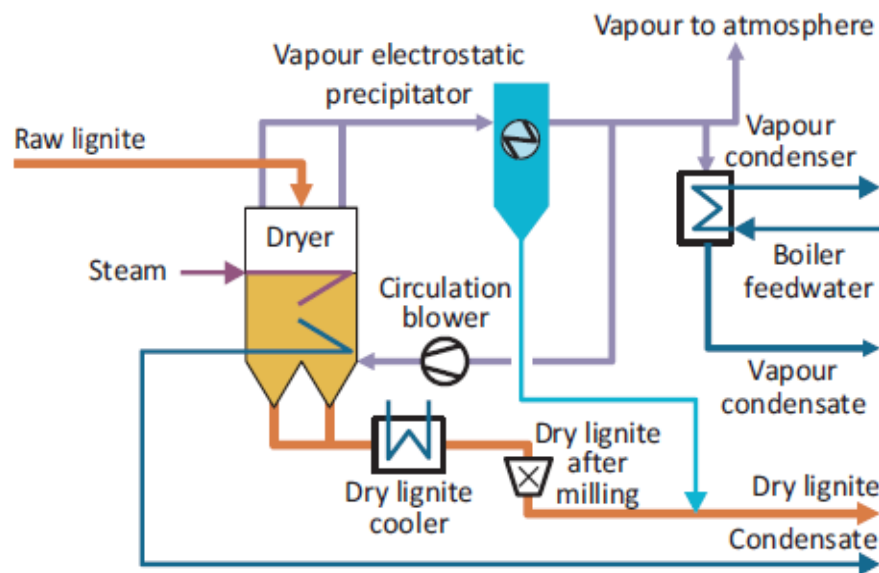 Vapour to atmosphere
Vapour electrostatic
precipitator
Raw lignite
Vapour
condenser
Dryer
Steam
Boiler
feedwater
Circulation
blower
Vapour
condensate
Dry lignite
after
milling
Dry lignite
cooler
Dry lignite
Condensate